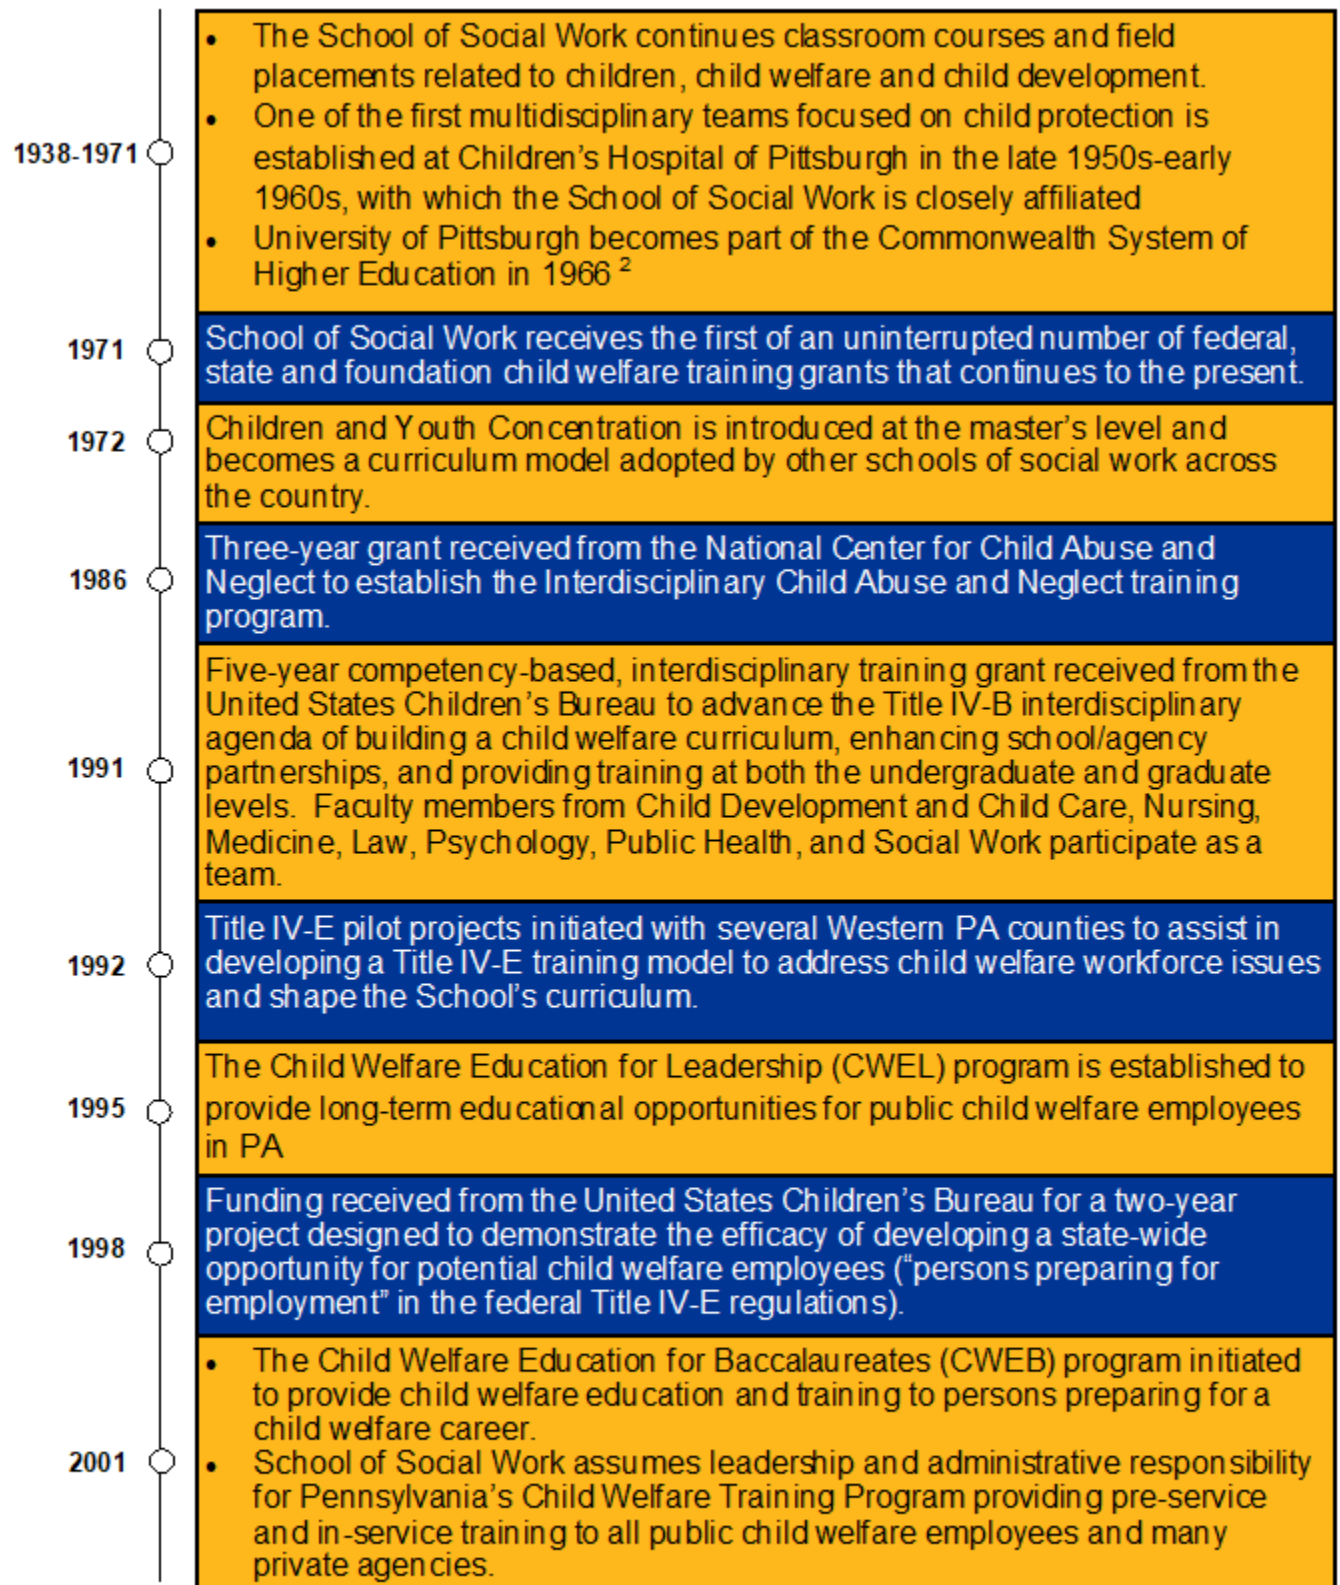 • The School of Social Work continues classroom courses and field
placements related to children, child welfare and child development.
• One of the first multidisciplinary teams focused on child protection is
1938-1971
established at Children's Hospital of Pittsburgh in the late 1950s-early
1960s, with which the School of Social Work is closely affiliated
• University of Pittsburgh becomes part of the Commonwealth System of
Higher Education in 1966 ²
1971
School of Social Work receives the first of an uninterrupted number of federal,
state and foundation child welfare training grants that continues to the present.
1972
Children and Youth Concentration is introduced at the master's level and
becomes a curriculum model adopted by other schools of social work across
the country.
1986
Three-year grant received from the National Center for Child Abuse and
Neglect to establish the Interdisciplinary Child Abuse and Neglect training
program.
1991
Five-year competency-based, interdisciplinary training grant received from the
United States Children's Bureau to advance the Title IV-B interdisciplinary
agenda of building a child welfare curriculum, enhancing school/agency
partnerships, and providing training at both the undergraduate and graduate
levels.  Faculty members from Child Development and Child Care, Nursing,
Medicine, Law, Psychology, Public Health, and Social Work participate as a
team.
1992
Title IV-E pilot projects initiated with several Western PA counties to assist in
developing a Title IV-E training model to address child welfare workforce issues
and shape the School's curriculum.
1995
The Child Welfare Education for Leadership (CWEL) program is established to
provide long-term educational opportunities for public child welfare employees
in PA
1998
Funding received from the United States Children's Bureau for a two-year
project designed to demonstrate the efficacy of developing a state-wide
opportunity for potential child welfare employees (“persons preparing for
employment” in the federal Title IV-E regulations).
2001
• The Child Welfare Education for Baccalaureates (CWEB) program initiated
to provide child welfare education and training to persons preparing for a
child welfare career.
• School of Social Work assumes leadership and administrative responsibility
for Pennsylvania's Child Welfare Training Program providing pre-service
and in-service training to all public child welfare employees and many
private agencies.